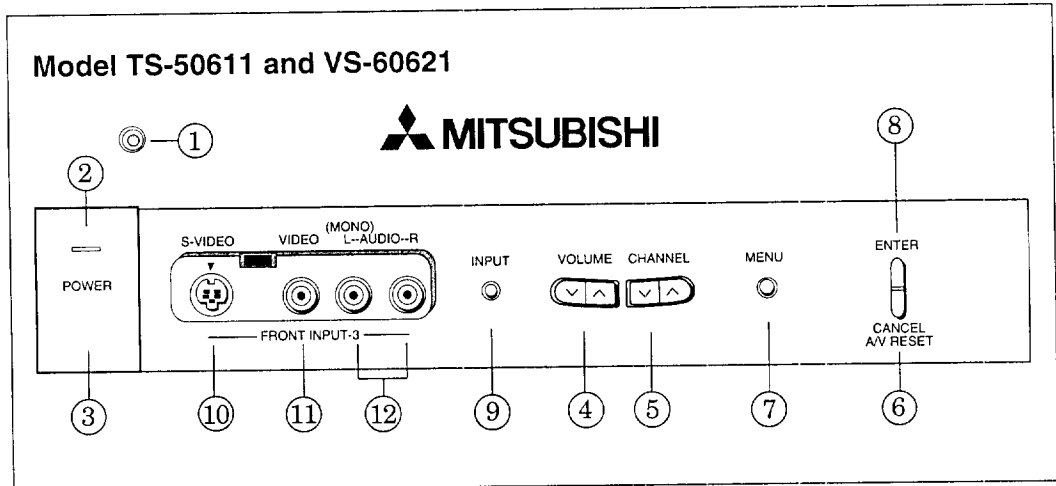 Model TS-50611 and VS-60621
① MITSUBISHI ⑧
②
(MONO)
S-VIDEO VIDEO L--AUDIO--R
INPUT VOLUME CHANNEL MENU ENTER
POWER
FRONT INPUT-3
CANCEL
A/V RESET
③ ⑩ ⑪ ⑫ ⑨ ④ ⑤ ⑦ ⑥